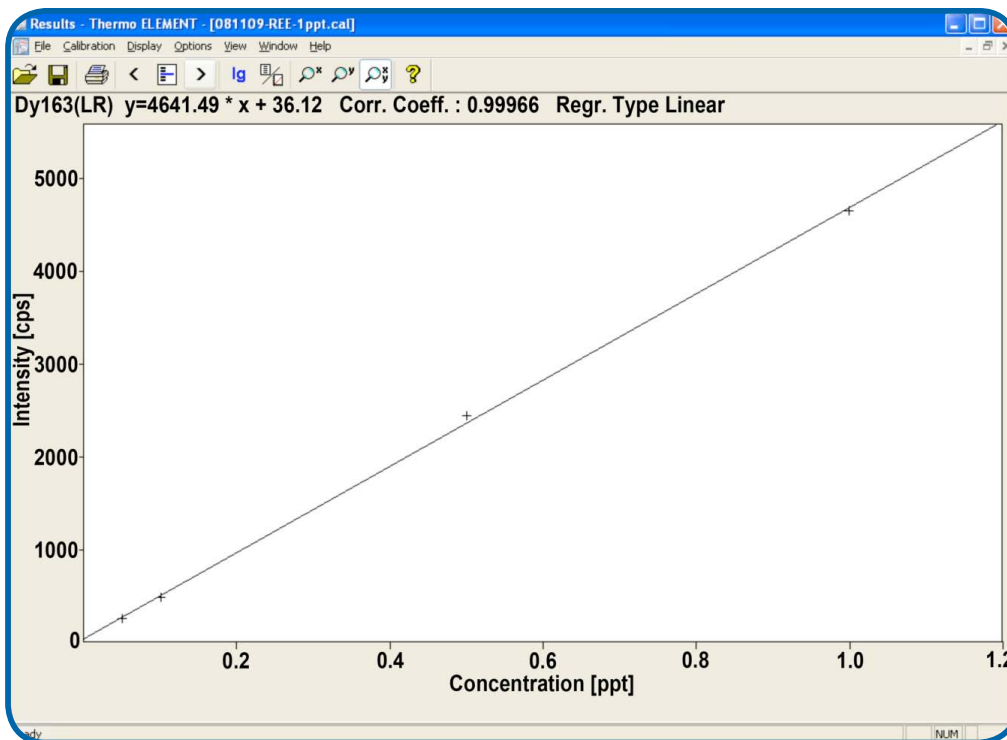 Results - Thermo ELEMENT - [081109-REE-1ppt.cal]
File Calibration Display Options View Window Help
lg x y x y ?
Dy163(LR) y=4641.49 * x + 36.12 Corr. Coeff. : 0.99966 Regr. Type Linear
5000
4000
3000
2000
1000
0
Intensity [cps]
0.2 0.4 0.6 0.8 1.0 1.2
Concentration [ppt]
NUM